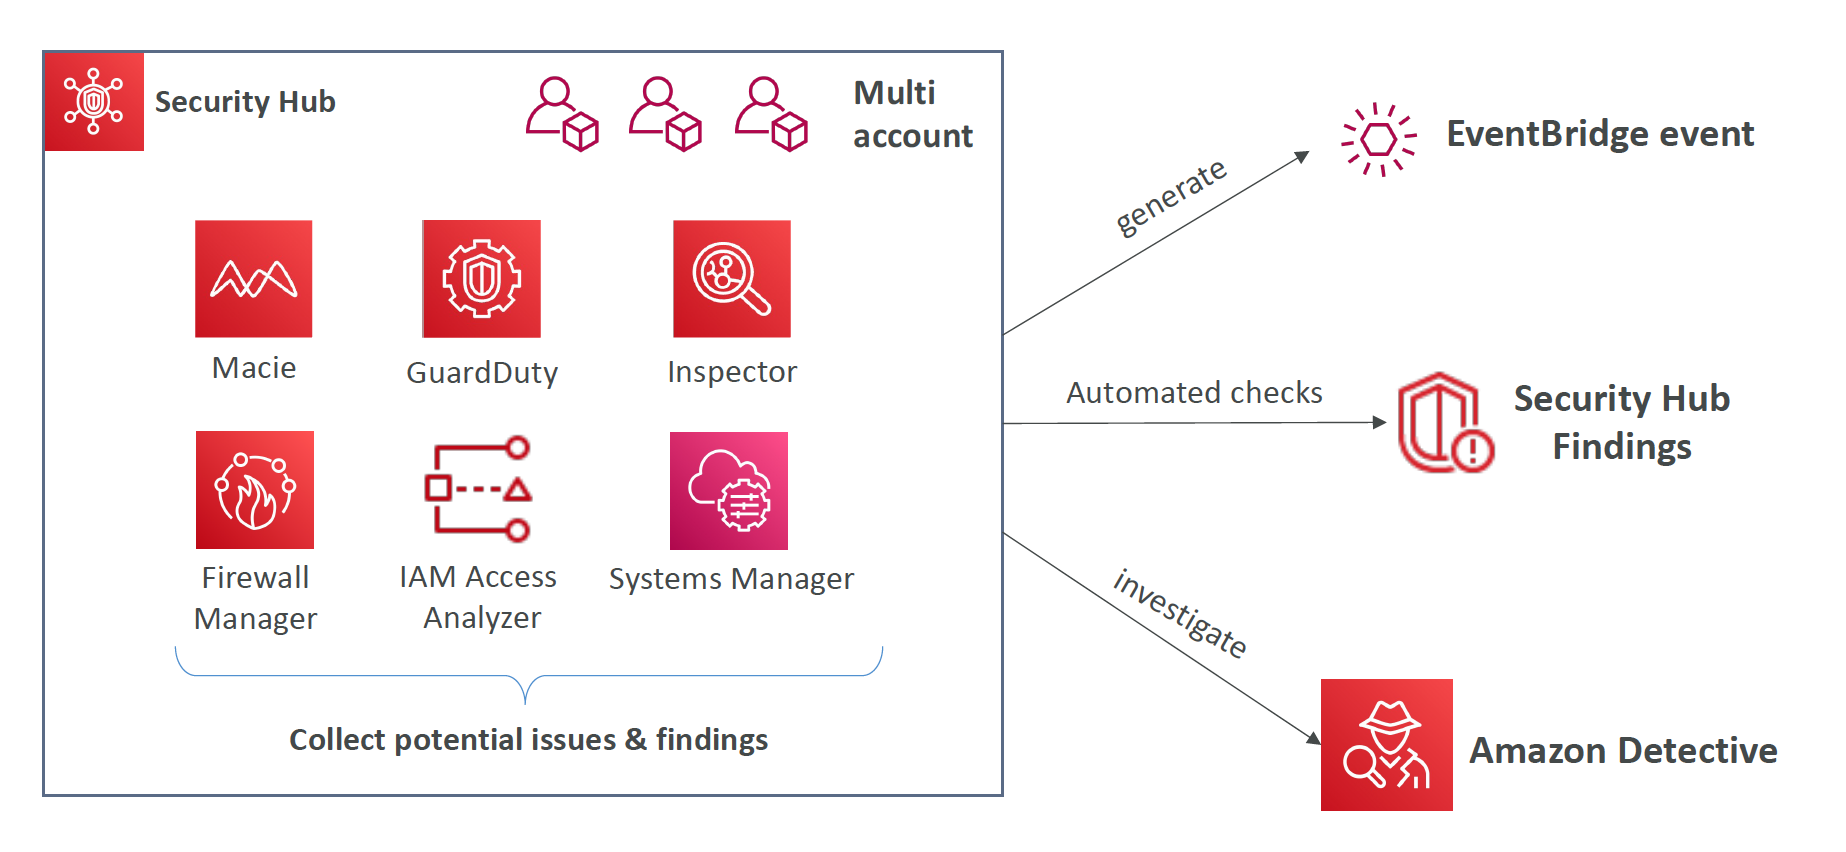 Security Hub
Multi
account
Macie
GuardDuty
Inspector
Firewall
Manager
IAM Access
Analyzer
Systems Manager
Collect potential issues & findings
generate
EventBridge event
Automated checks
Security Hub
Findings
investigate
Amazon Detective